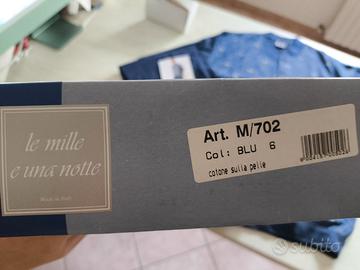 le mille
e una notte
Made in Italy
Art. M/702
Col: BLU 6
cotone sulla pelle
subito